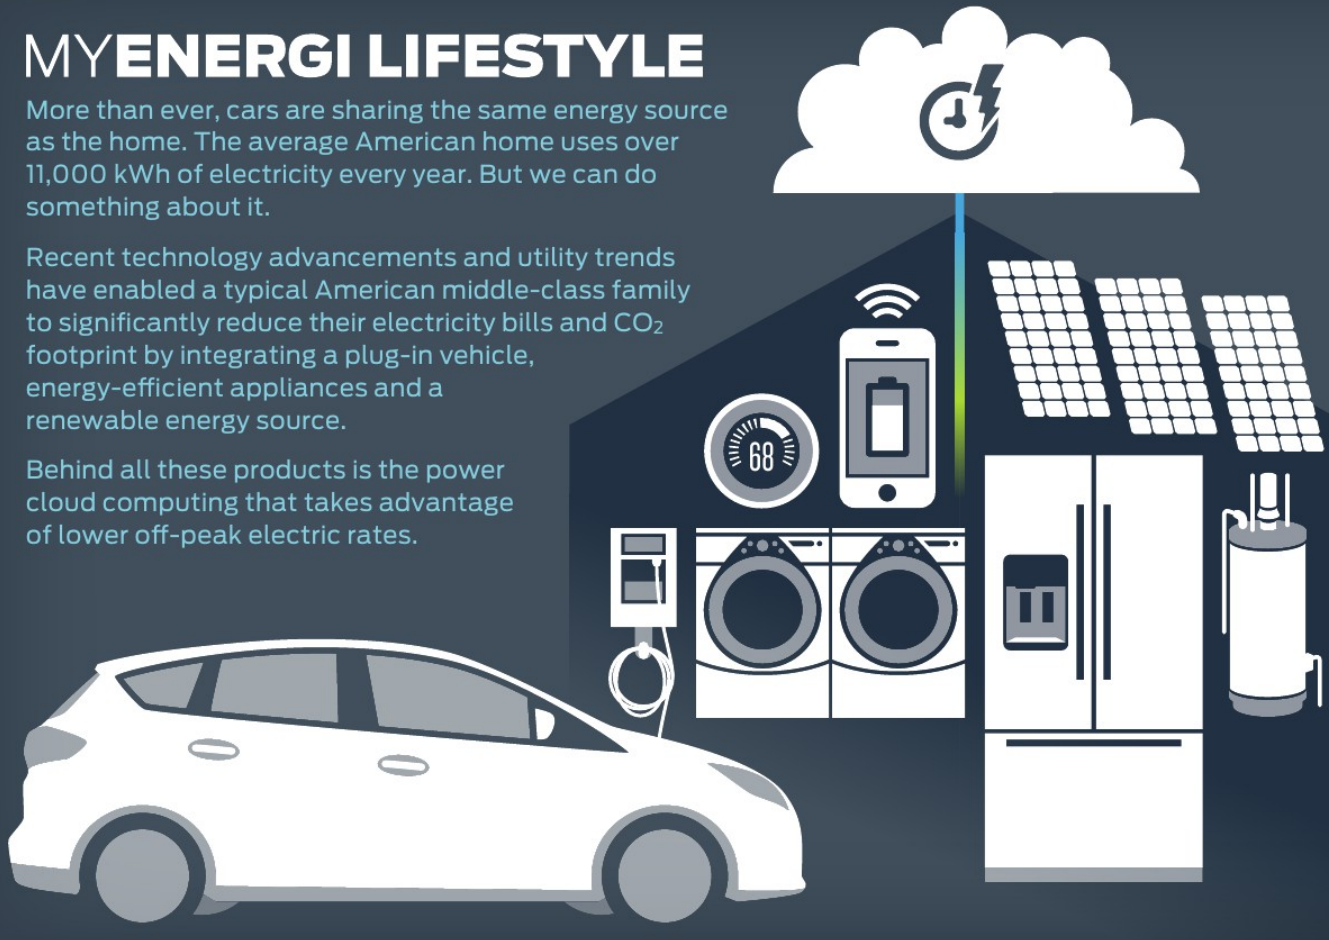 MYENERGI LIFESTYLE
More than ever, cars are sharing the same energy source
as the home. The average American home uses over
11,000 kWh of electricity every year. But we can do
something about it.
Recent technology advancements and utility trends
have enabled a typical American middle-class family
to significantly reduce their electricity bills and CO₂
footprint by integrating a plug-in vehicle,
energy-efficient appliances and a
renewable energy source.
Behind all these products is the power
cloud computing that takes advantage
of lower off-peak electric rates.
68